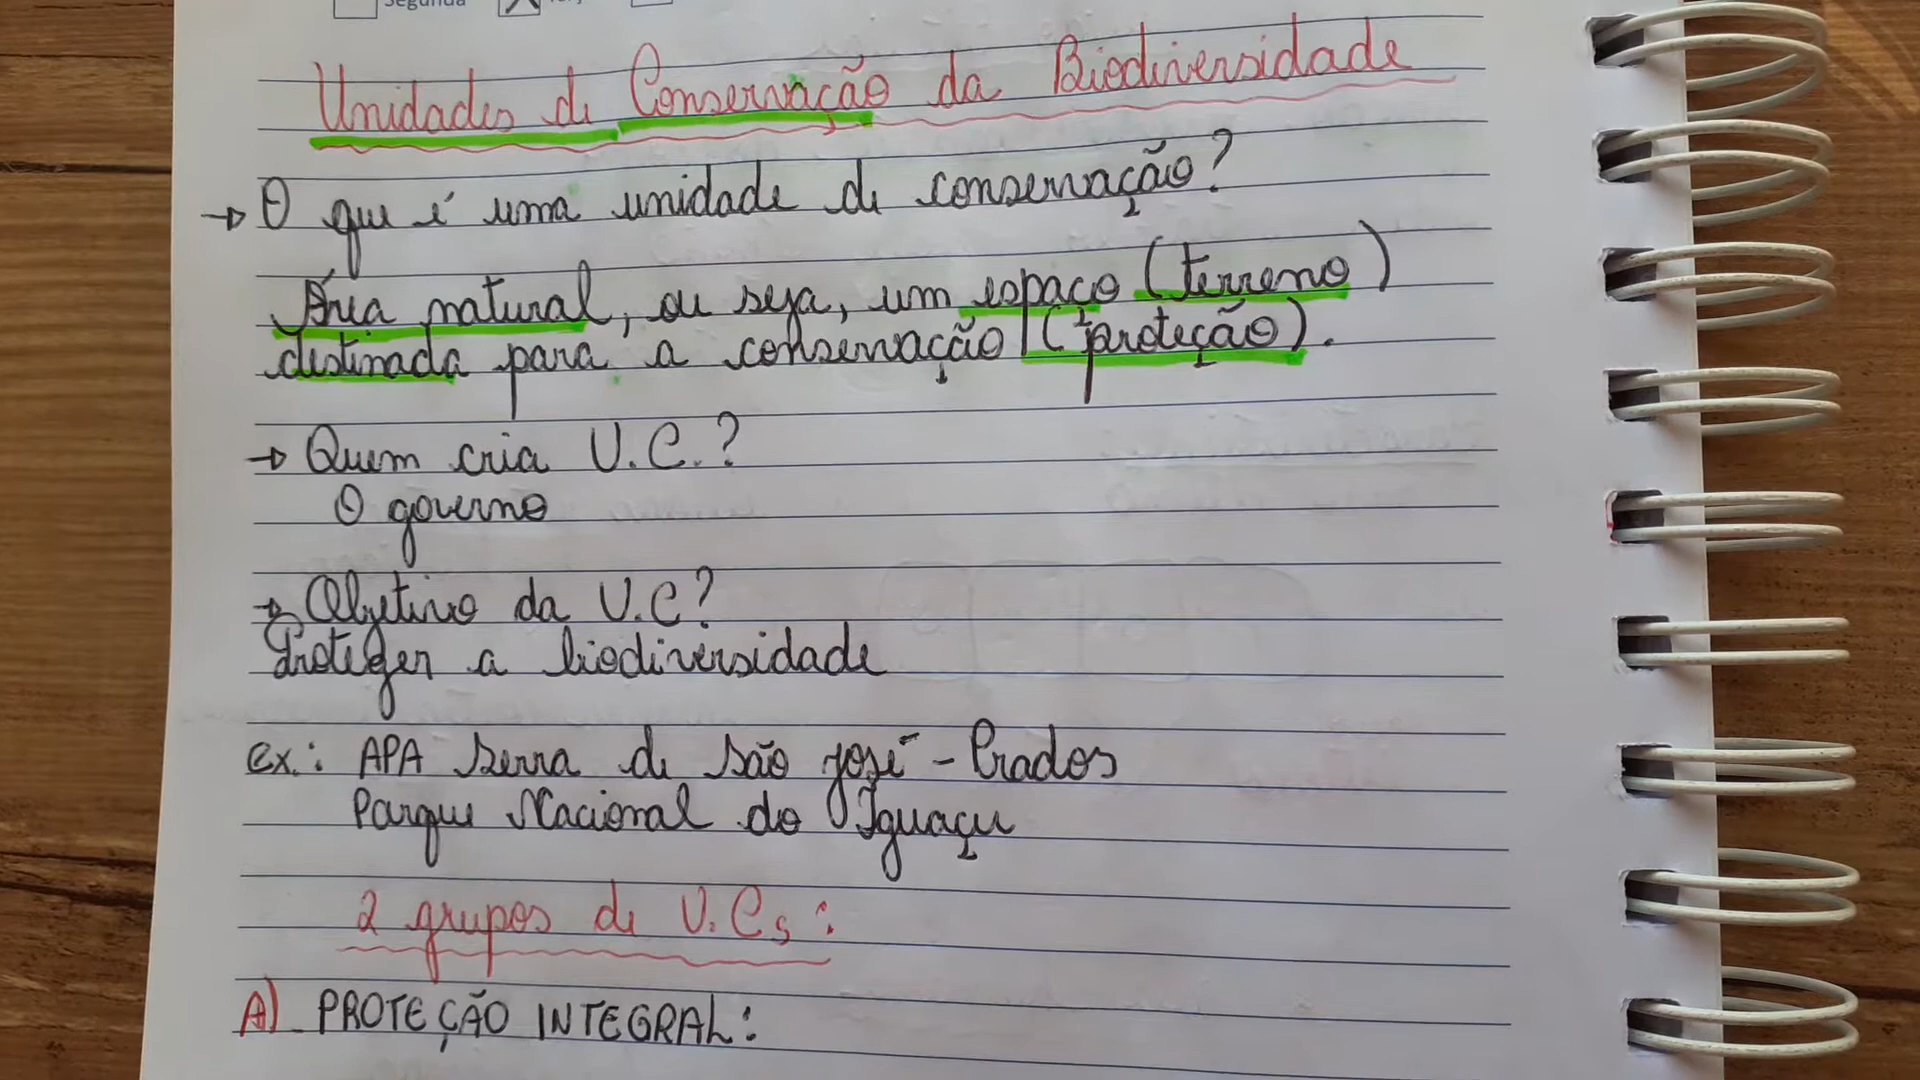 Segunda
Unidades de Conservação da Biodiversidade
→ O que é uma unidade de conservação?
Área natural, ou seja, um espaço (terreno)
destinada para a conservação (proteção).
→ Quem cria U.C.?
O governo
→ Objetivo da U.C?
Proteger a biodiversidade
Ex.: APA Serra de São José - Prados
Parque Nacional do Iguaçu
2 grupos de U.Cs:
A) PROTEÇÃO INTEGRAL: